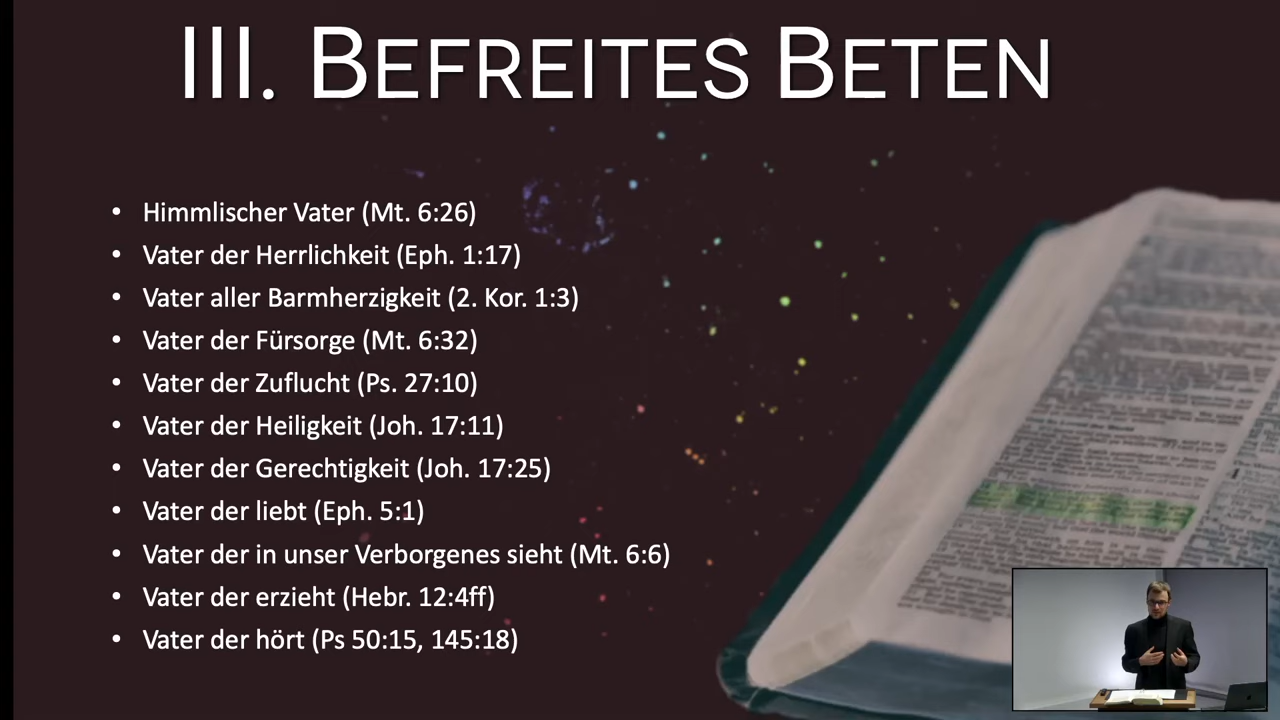 III. BEFREITES BETEN
• Himmlischer Vater (Mt. 6:26)
• Vater der Herrlichkeit (Eph. 1:17)
• Vater aller Barmherzigkeit (2. Kor. 1:3)
• Vater der Fürsorge (Mt. 6:32)
• Vater der Zuflucht (Ps. 27:10)
• Vater der Heiligkeit (Joh. 17:11)
• Vater der Gerechtigkeit (Joh. 17:25)
• Vater der liebt (Eph. 5:1)
• Vater der in unser Verborgenes sieht (Mt. 6:6)
• Vater der erzieht (Hebr. 12:4ff)
• Vater der hört (Ps 50:15, 145:18)